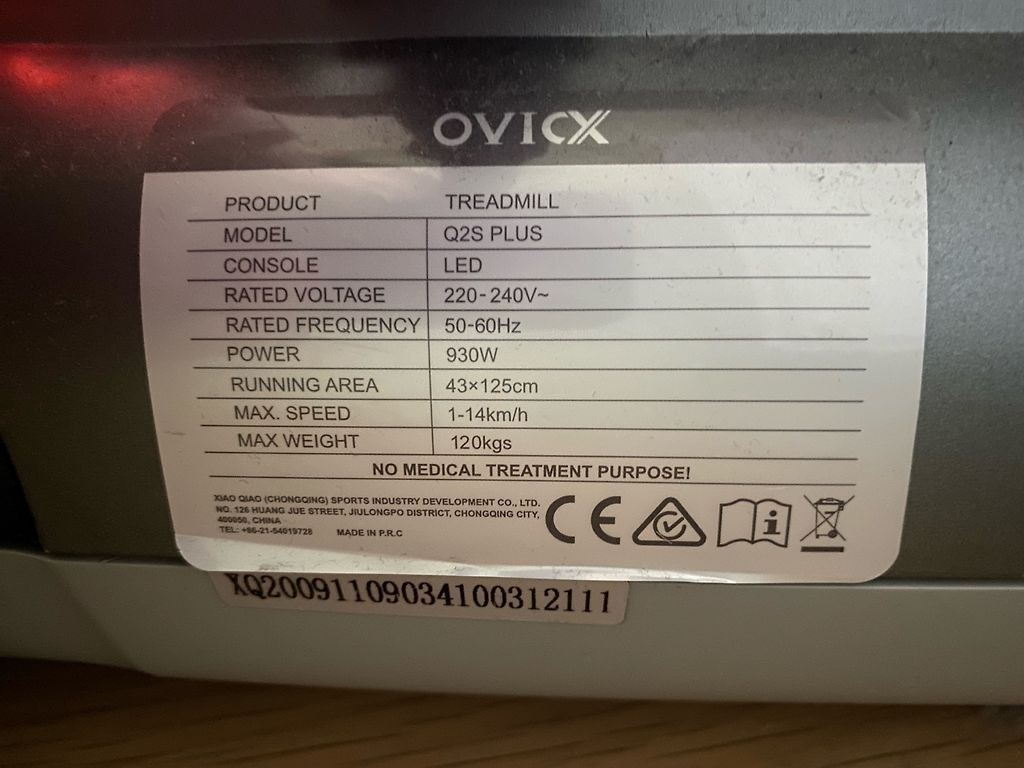 OVICX
PRODUCT TREADMILL
MODEL Q2S PLUS
CONSOLE LED
RATED VOLTAGE 220-240V~
RATED FREQUENCY 50-60Hz
POWER 930W
RUNNING AREA 43×125cm
MAX. SPEED 1-14km/h
MAX WEIGHT 120kgs
NO MEDICAL TREATMENT PURPOSE!
XIAO QIAO (CHONGQING) SPORTS INDUSTRY DEVELOPMENT CO., LTD.
NO. 126 HUANG JUE STREET, JIULONGPO DISTRICT, CHONGQING CITY,
400050, CHINA
TEL: +86-21-54019728 MADE IN P.R.C
CE
XQ20091109034100312111